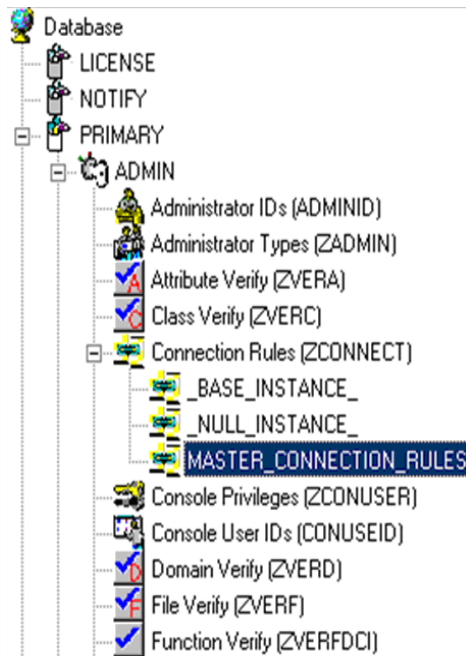 Database
LICENSE
NOTIFY
PRIMARY
ADMIN
Administrator IDs (ADMINID)
Administrator Types (ZADMIN)
Attribute Verify (ZVERA)
Class Verify (ZVERC)
Connection Rules (ZCONNECT)
_BASE_INSTANCE_
_NULL_INSTANCE_
MASTER_CONNECTION_RULES
Console Privileges (ZCONUSER)
Console User IDs (CONUSEID)
Domain Verify (ZVERD)
File Verify (ZVERF)
Function Verify (ZVERFDCI)